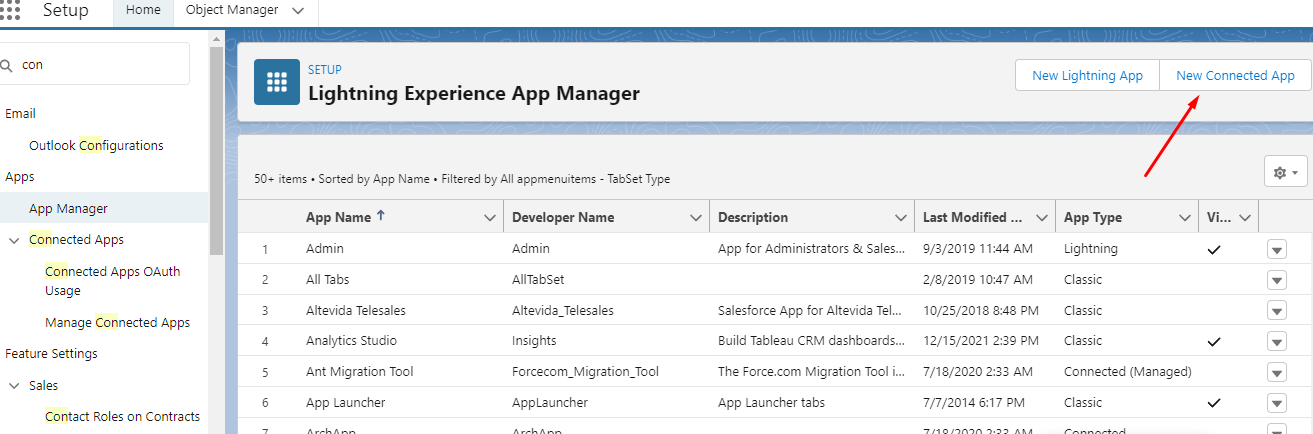 Setup Home Object Manager
con
Email
Outlook Configurations
Apps
App Manager
Connected Apps
Connected Apps OAuth
Usage
Manage Connected Apps
Feature Settings
Sales
Contact Roles on Contracts
SETUP
Lightning Experience App Manager
New Lightning App New Connected App
50+ items • Sorted by App Name • Filtered by All appmenuitems - TabSet Type
App Name Developer Name Description Last Modified ... App Type Vi...
1 Admin Admin App for Administrators & Sales... 9/3/2019 11:44 AM Lightning
2 All Tabs AllTabSet 2/8/2019 10:47 AM Classic
3 Altevida Telesales Altevida_Telesales Salesforce App for Altevida Tel... 10/25/2018 8:48 PM Classic
4 Analytics Studio Insights Build Tableau CRM dashboards... 12/15/2021 2:39 PM Classic
5 Ant Migration Tool Forcecom_Migration_Tool The Force.com Migration Tool i... 7/18/2020 2:33 AM Connected (Managed)
6 App Launcher AppLauncher App Launcher tabs 7/7/2014 6:17 PM Classic
7 ArchApp ArchApp 7/18/2020 2:33 AM Connected